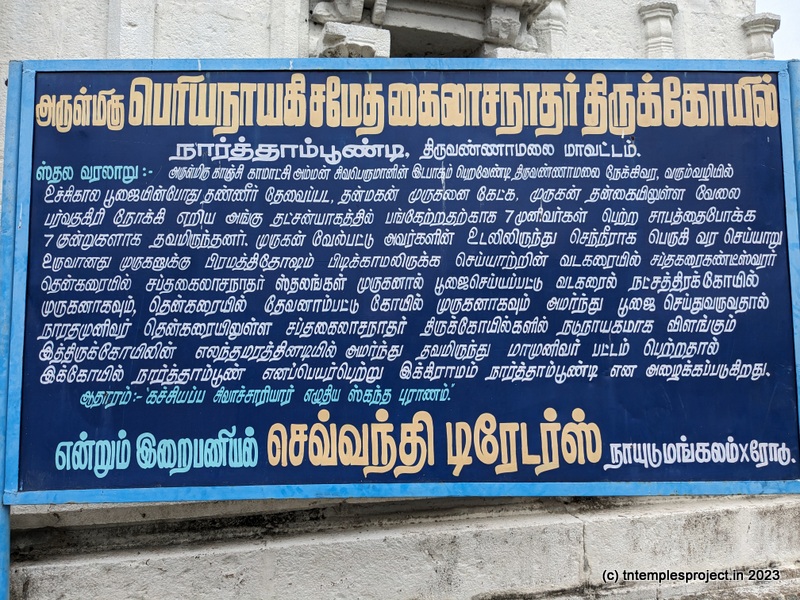 அருள்மிகு பெரியநாயகி சமேத கைலாசநாதர் திருக்கோயில்
நார்த்தாம்பூண்டி, திருவண்ணாமலை மாவட்டம்.
ஸ்தல வரலாறு :- அருள்மிகு காஞ்சி காமாட்சி அம்மன் சிவபெருமானின் இடபாகம் பெறவேண்டி, திருவண்ணாமலை நோக்கிவர, வரும்வழியில்
உச்சிகால பூஜையின்போது தண்ணீர் தேவைப்பட, தன்மகன் முருகனை கேட்க. முருகன் தன்கையிலுள்ள வேலை
பர்வதகிரி நோக்கி எறிய அங்கு தட்சன்யாகத்தில் பங்கேற்றதற்காக 7 முனிவர்கள் பெற்ற சாபத்தைபோக்க
7 குன்றுகளாக தவமிருந்தனர். முருகன் வேல்பட்டு அவர்களின் உடலிலிருந்து செந்நீராக பெருகி வர செய்யாறு
உருவானது முருகனுக்கு பிரமத்திதோஷம் பிடிக்காமலிருக்க செய்யாற்றின் வடகரையில் சப்தகரைகண்டீஸ்வரர்
தென்கரையில் சப்தகைலாசநாதர் ஸ்தலங்கள் முருகனால் பூஜைசெய்யப்பட்டு வடகரைல் நட்சத்திரக்கோயில்
முருகனாகவும், தென்கரையில் தேவனாம்பட்டு கோயில் முருகனாகவும் அமர்ந்து பூஜை செய்துவருவதால்
நாரதமுனிவர் தென்கரையிலுள்ள சப்தகைலாசநாதர் திருக்கோயில்களில் நடிநாயகமாக விளங்கும்
இத்திருக்கோயிலின் எலந்தமரத்தினடியில் அமர்ந்து தவமிருந்து மாமுனிவர் பட்டம் பெற்றதால்
இக்கோயில் நார்த்தாம்பூண் எனப்பெயர்பெற்று இக்கிராமம் நார்த்தாம்பூண்டி என அழைக்கப்படுகிறது.
ஆதாரம்:- "கச்சியப்ப சிவாச்சாரியார் எழுதிய ஸ்கந்த புராணம்."
என்றும் இறைபணியில் செவ்வந்தி டிரேடர்ஸ் நாயுடுமங்கலம் X ரோடு.
(c) tntemplesproject.in 2023